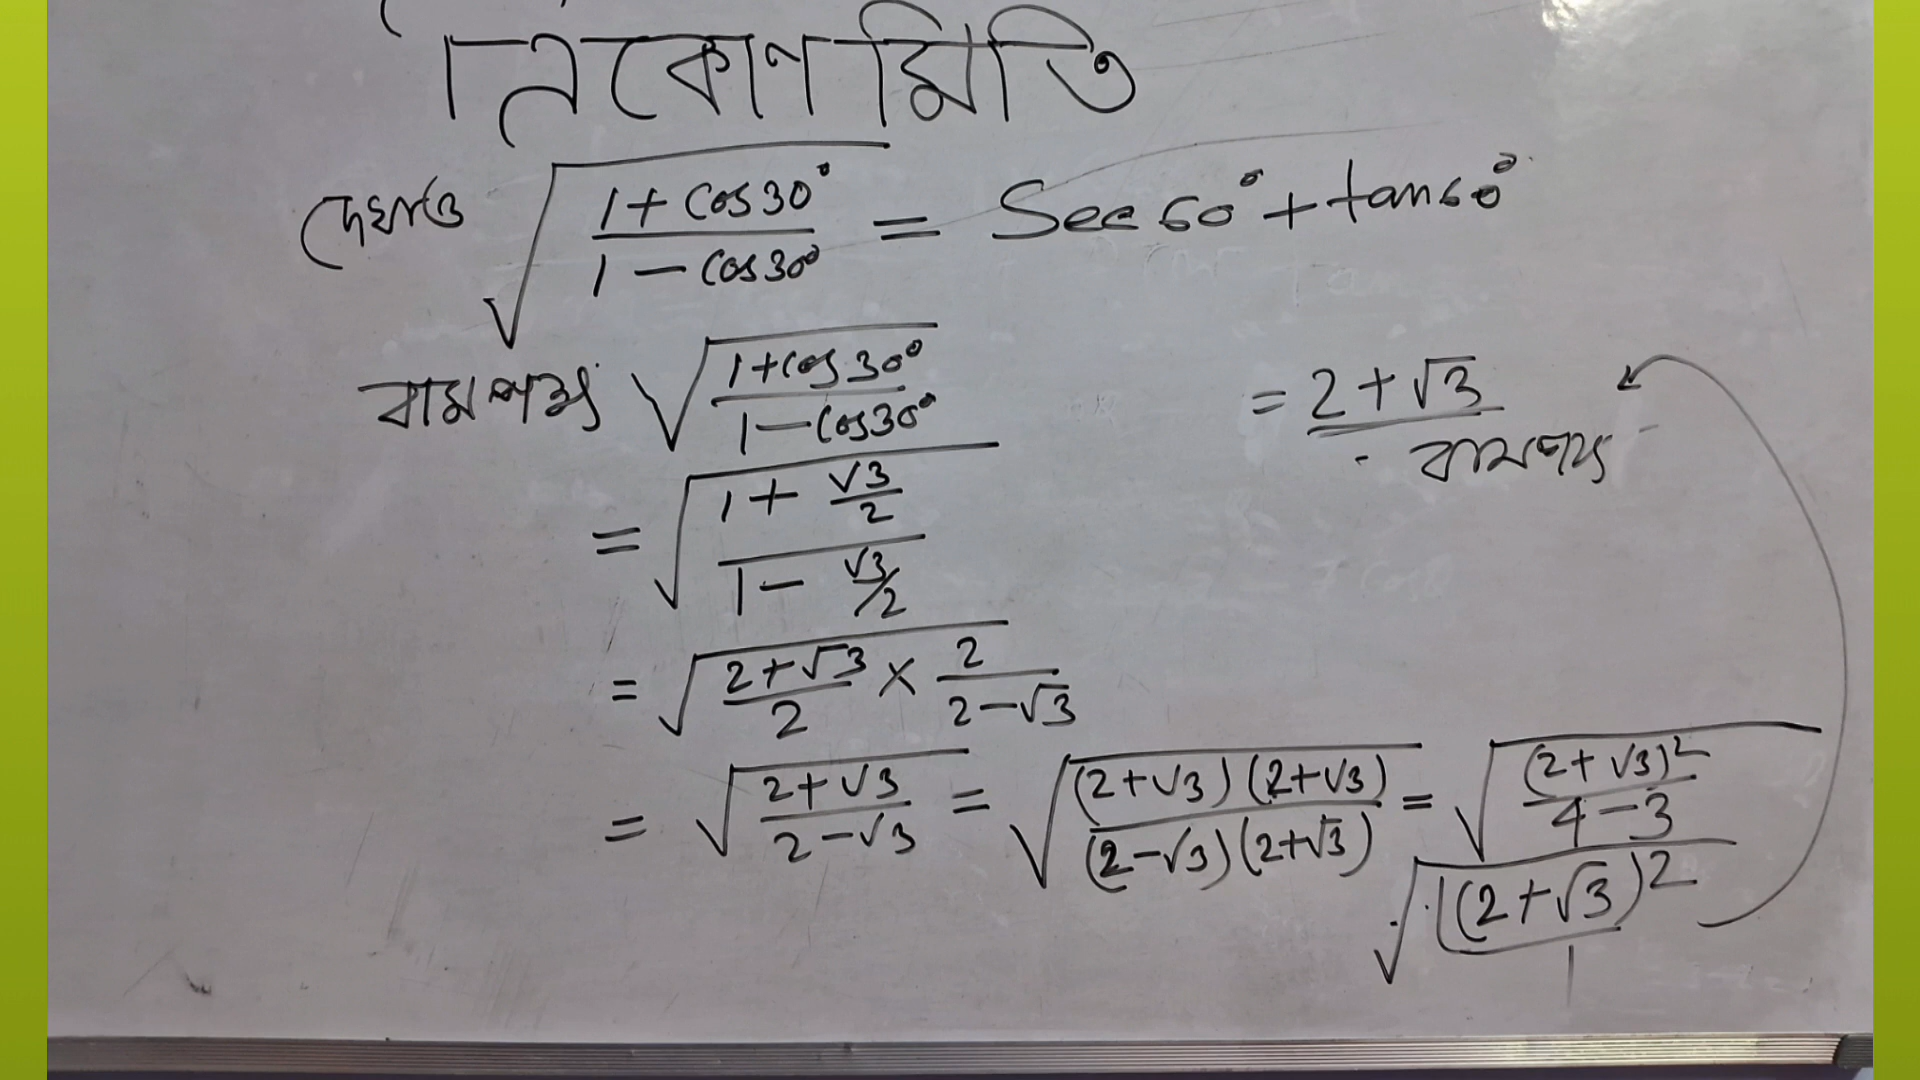 ত্রিকোণমিতি
দেখাও √((1+cos30°)/(1-cos30°)) = Sec60°+tan60°
বামপক্ষ √((1+cos30°)/(1-cos30°))
= √((1+√3/2)/(1-√3/2))
= √((2+√3)/2 × 2/(2-√3))
= √((2+√3)/(2-√3)) = √((2+√3)(2+√3)/(2-√3)(2+√3)) = √((2+√3)²/(4-3))
√((2+√3)²/1)
= 2+√3
বামপক্ষ